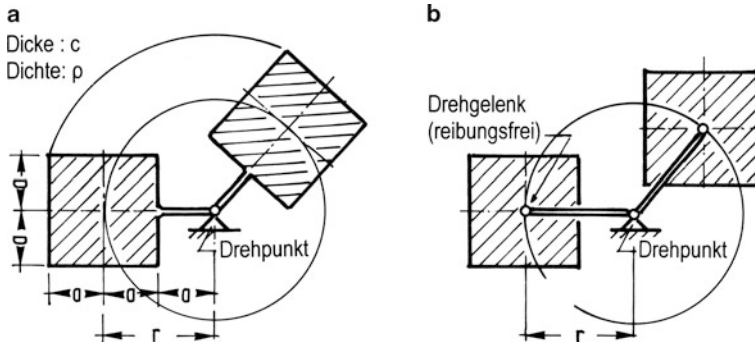 a
Dicke : c
Dichte: ρ
a
a
Drehpunkt
a
a
a
r
b
Drehgelenk
(reibungsfrei)
Drehpunkt
r